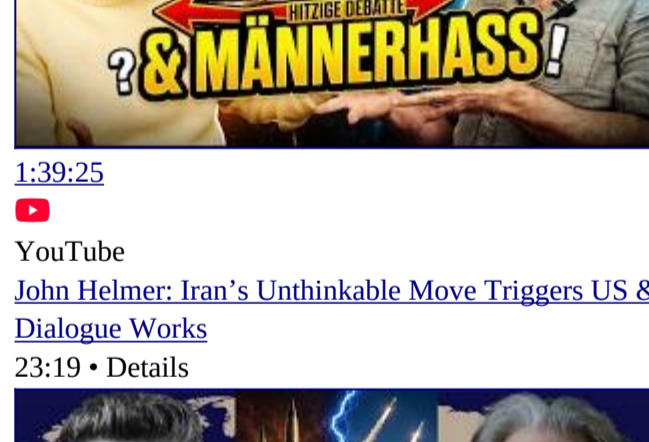 HITZIGE DEBATTE
? & MÄNNERHASS!
1:39:25
YouTube
John Helmer: Iran’s Unthinkable Move Triggers US &
Dialogue Works
23:19 • Details